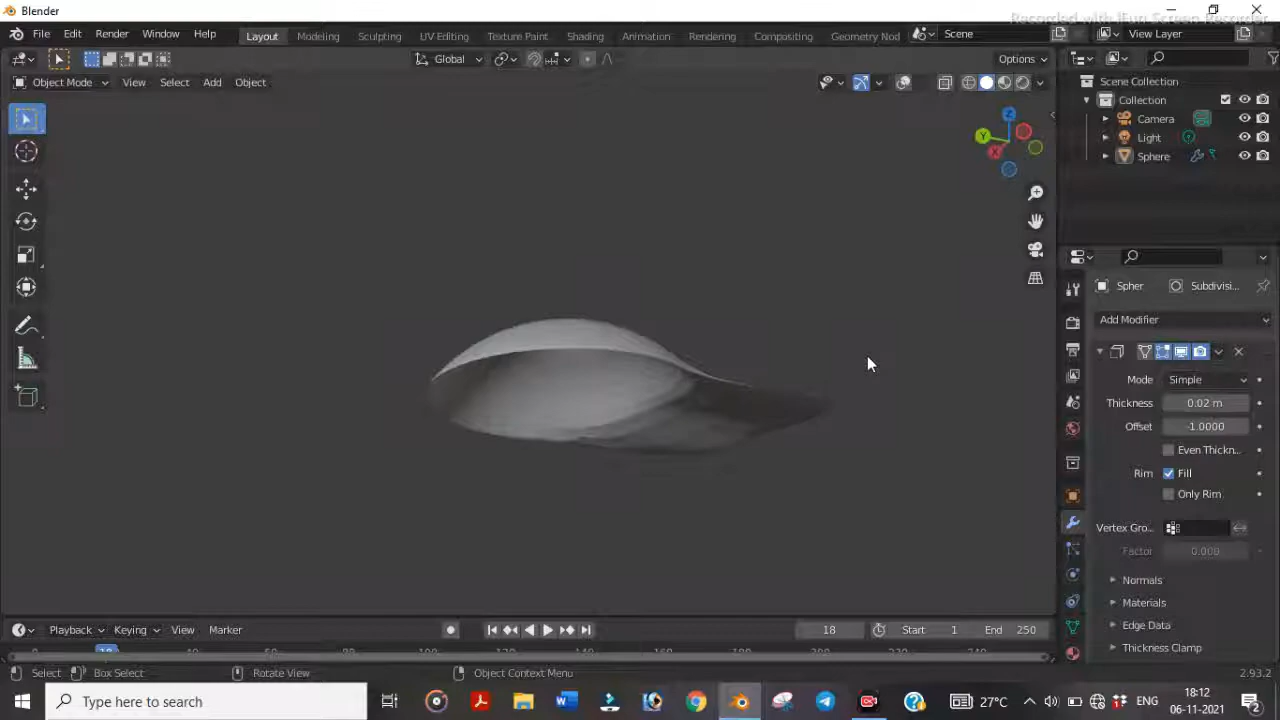 Blender
Recorded with iFun Screen Recorder
File Edit Render Window Help Layout Modeling Sculpting UV Editing Texture Paint Shading Animation Rendering Compositing Geometry Nod Scene View Layer
Global Options
Object Mode View Select Add Object
Scene Collection
Collection
Camera
Light
Sphere
Z
Y
X
Spher Subdivisi...
Add Modifier
Mode Simple
Thickness 0.02 m
Offset -1.0000
Even Thickn...
Rim Fill
Only Rim
Vertex Gro...
Factor 0.000
Normals
Materials
Edge Data
Thickness Clamp
Playback Keying View Marker 18 Start 1 End 250
18
Select Box Select Rotate View Object Context Menu 2.93.2
Type here to search
27°C ENG
18:12
06-11-2021
2